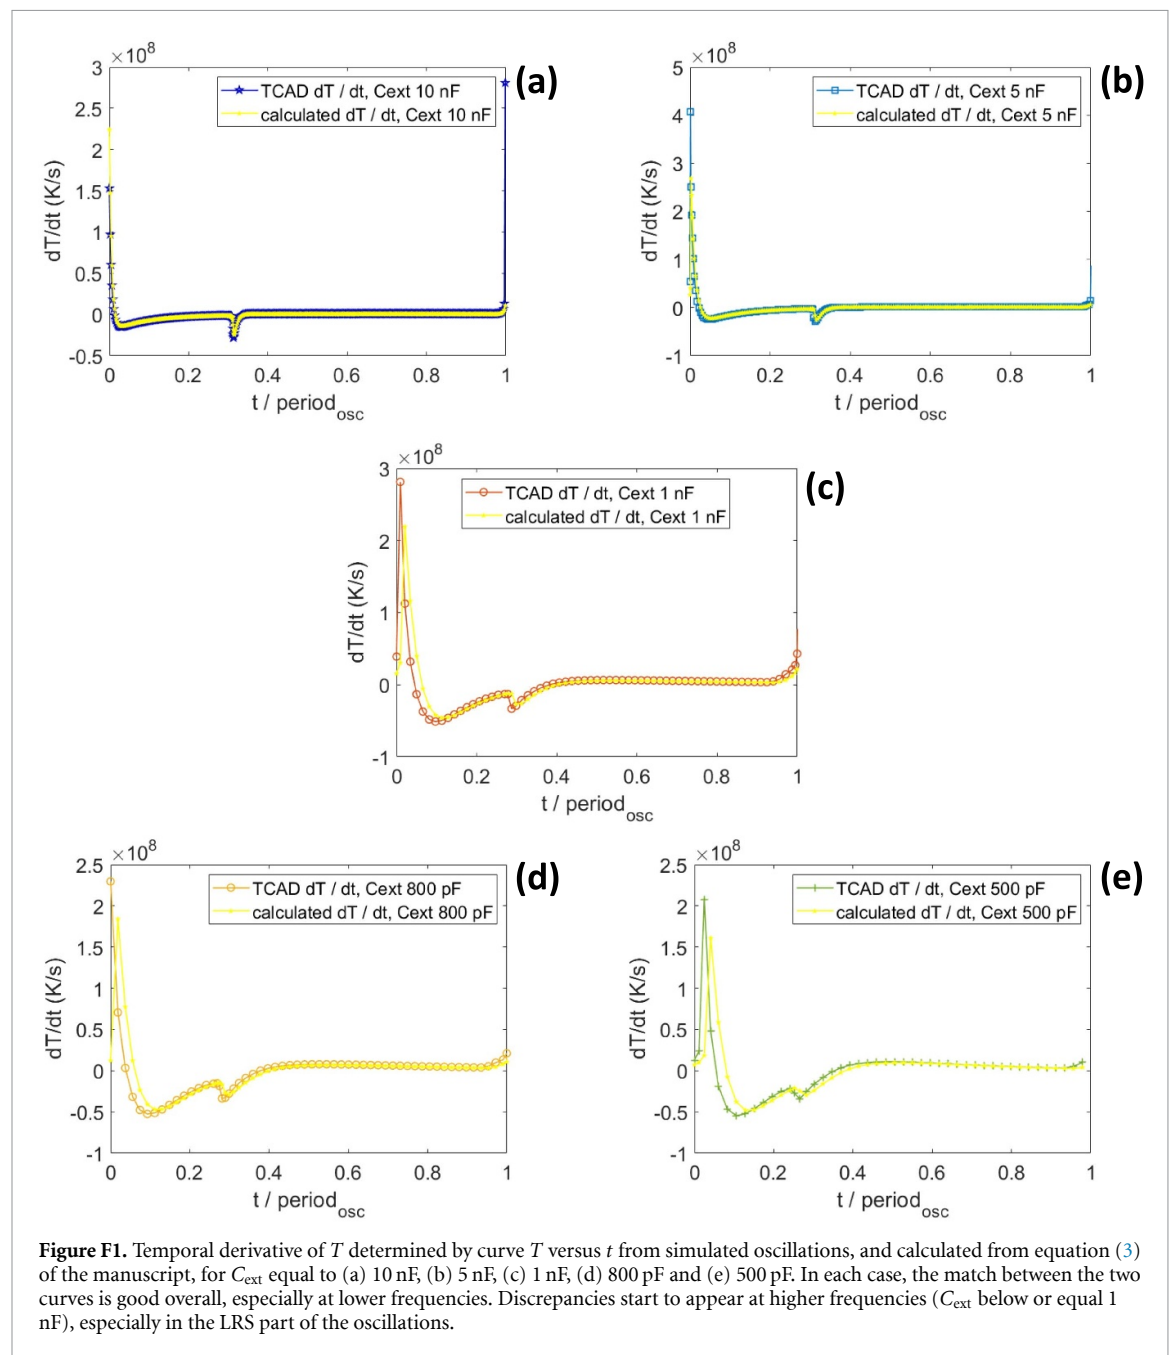 ×10⁸
3
2.5
2
1.5
1
0.5
0
-0.5
dT/dt (K/s)
TCAD dT / dt, Cext 10 nF
calculated dT / dt, Cext 10 nF
(a)
0 0.2 0.4 0.6 0.8 1
t / period_osc
×10⁸
5
4
3
2
1
0
-1
dT/dt (K/s)
TCAD dT / dt, Cext 5 nF
calculated dT / dt, Cext 5 nF
(b)
0 0.2 0.4 0.6 0.8 1
t / period_osc
×10⁸
3
2
1
0
-1
dT/dt (K/s)
TCAD dT / dt, Cext 1 nF
calculated dT / dt, Cext 1 nF
(c)
0 0.2 0.4 0.6 0.8 1
t / period_osc
×10⁸
2.5
2
1.5
1
0.5
0
-0.5
-1
dT/dt (K/s)
TCAD dT / dt, Cext 800 pF
calculated dT / dt, Cext 800 pF
(d)
0 0.2 0.4 0.6 0.8 1
t / period_osc
×10⁸
2.5
2
1.5
1
0.5
0
-0.5
-1
dT/dt (K/s)
TCAD dT / dt, Cext 500 pF
calculated dT / dt, Cext 500 pF
(e)
0 0.2 0.4 0.6 0.8 1
t / period_osc
Figure F1. Temporal derivative of T determined by curve T versus t from simulated oscillations, and calculated from equation (3)
of the manuscript, for C_ext equal to (a) 10 nF, (b) 5 nF, (c) 1 nF, (d) 800 pF and (e) 500 pF. In each case, the match between the two
curves is good overall, especially at lower frequencies. Discrepancies start to appear at higher frequencies (C_ext below or equal 1
nF), especially in the LRS part of the oscillations.